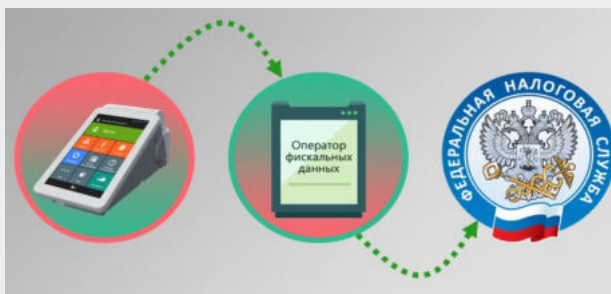 Оператор
фискальных
данных
ФЕДЕРАЛЬНАЯ НАЛОГОВАЯ СЛУЖБА